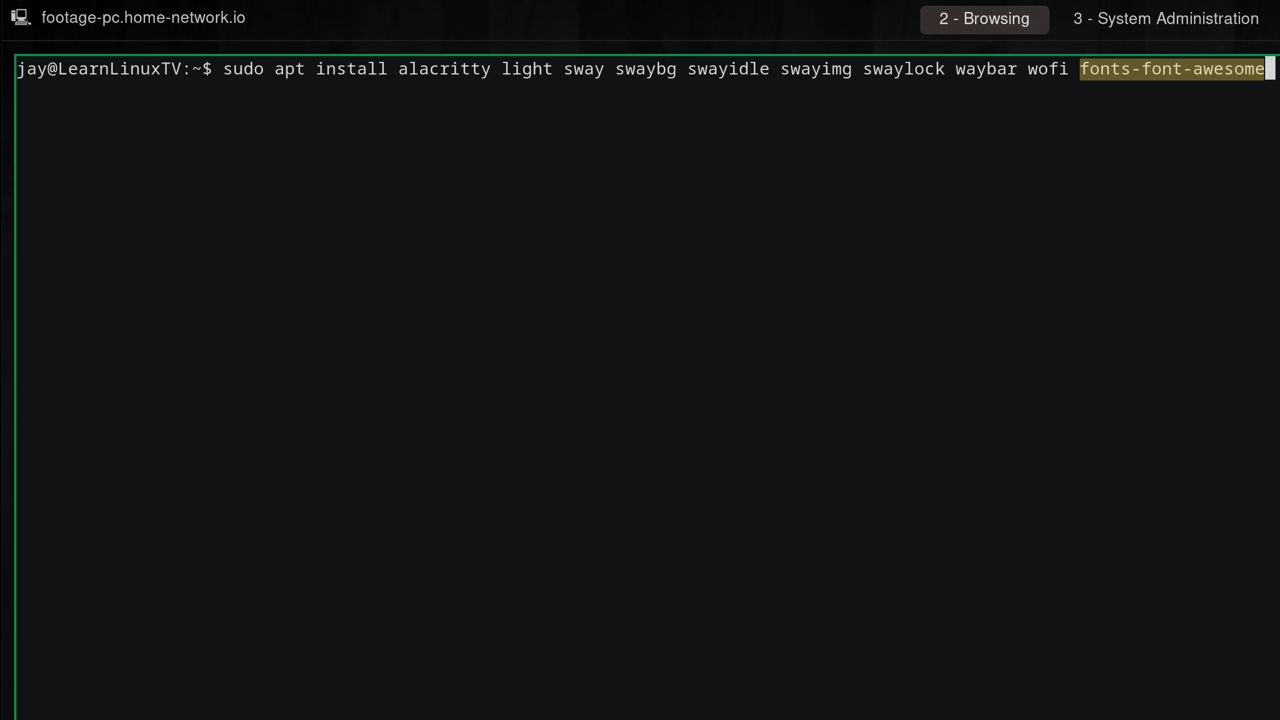 footage-pc.home-network.io
2 - Browsing
3 - System Administration
jay@LearnLinuxTV:~$ sudo apt install alacritty light sway swaybg swayidle swayimg swaylock waybar wofi fonts-font-awesome